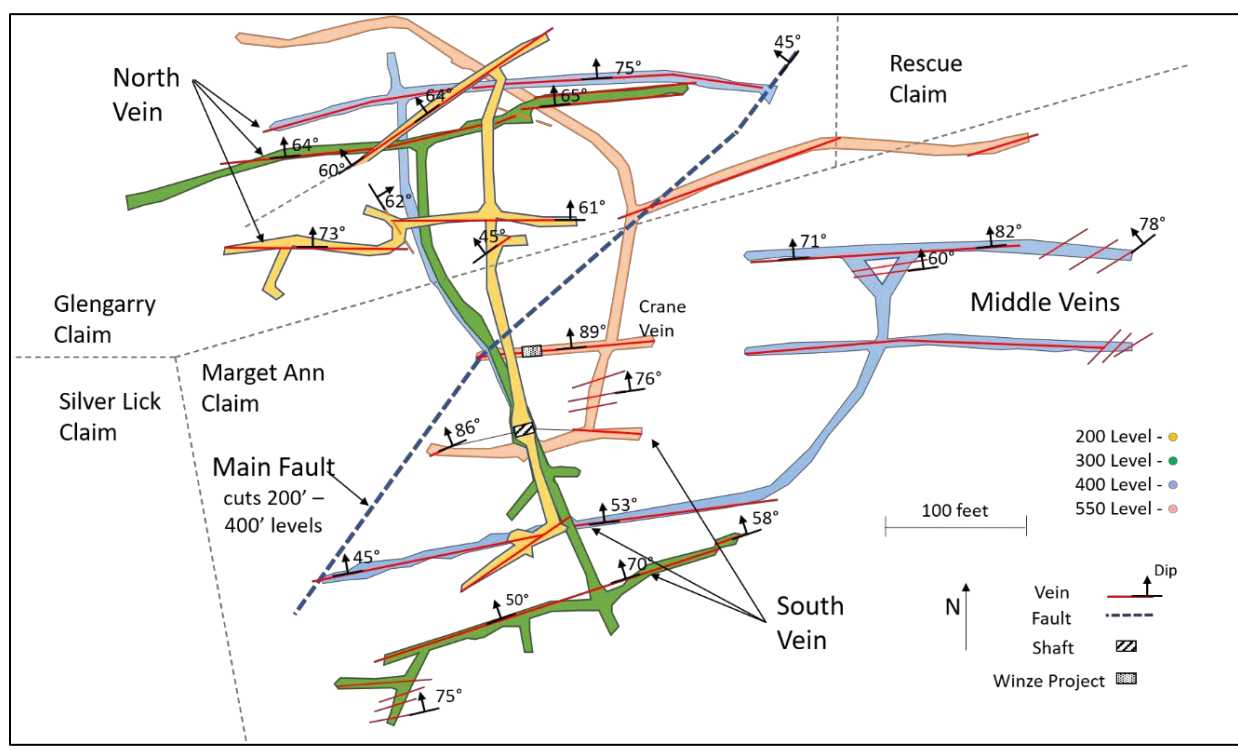 45°
North
Vein
75°
Rescue
Claim
64°
65°
64°
60°
62°
61°
73°
45°
71°
82°
78°
60°
Glengarry
Claim
Middle Veins
Crane
Vein
89°
Marget Ann
Claim
Silver Lick
Claim
76°
86°
Main Fault
cuts 200’ –
400’ levels
200 Level -
300 Level -
400 Level -
550 Level -
53°
58°
100 feet
45°
70°
50°
South
Vein
75°
N
Dip
Vein
Fault
Shaft
Winze Project